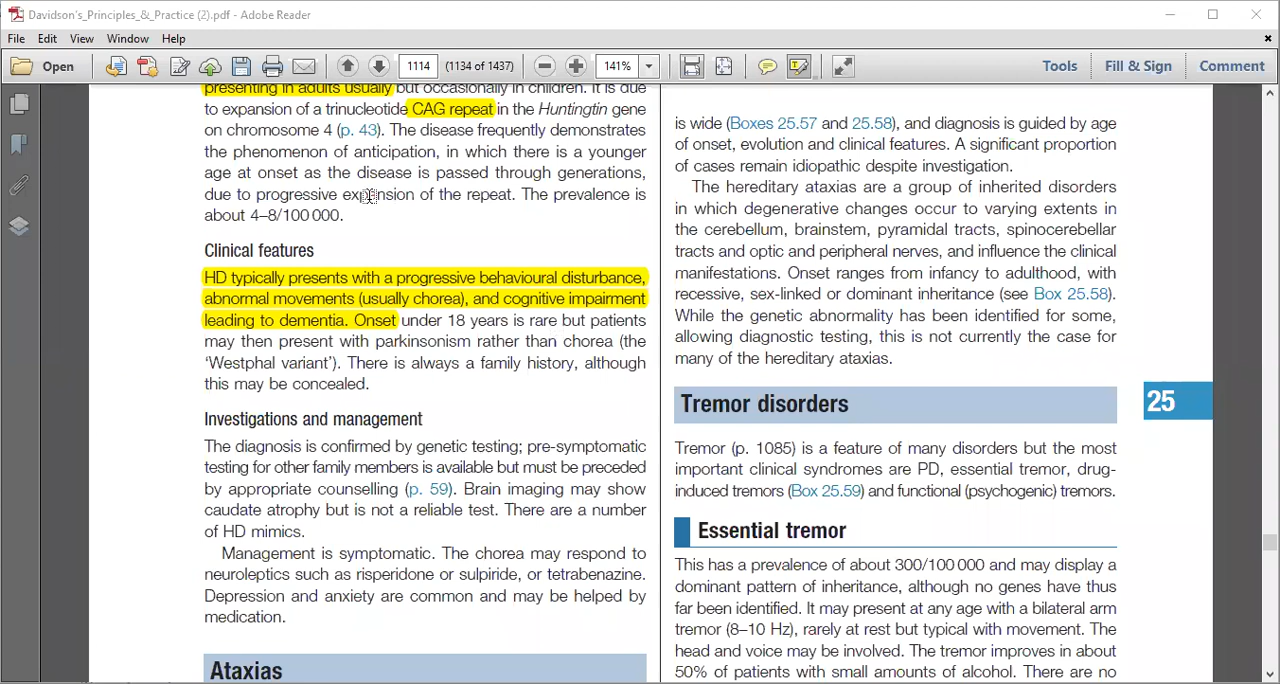 Davidson's_Principles_&_Practice (2).pdf - Adobe Reader
File Edit View Window Help
Open 1114 (1134 of 1437) 141% Tools Fill & Sign Comment
presenting in adults usually but occasionally in children. It is due
to expansion of a trinucleotide CAG repeat in the Huntingtin gene
on chromosome 4 (p. 43). The disease frequently demonstrates
the phenomenon of anticipation, in which there is a younger
age at onset as the disease is passed through generations,
due to progressive expansion of the repeat. The prevalence is
about 4–8/100 000.
Clinical features
HD typically presents with a progressive behavioural disturbance,
abnormal movements (usually chorea), and cognitive impairment
leading to dementia. Onset under 18 years is rare but patients
may then present with parkinsonism rather than chorea (the
‘Westphal variant’). There is always a family history, although
this may be concealed.
Investigations and management
The diagnosis is confirmed by genetic testing; pre-symptomatic
testing for other family members is available but must be preceded
by appropriate counselling (p. 59). Brain imaging may show
caudate atrophy but is not a reliable test. There are a number
of HD mimics.
Management is symptomatic. The chorea may respond to
neuroleptics such as risperidone or sulpiride, or tetrabenazine.
Depression and anxiety are common and may be helped by
medication.
Ataxias
is wide (Boxes 25.57 and 25.58), and diagnosis is guided by age
of onset, evolution and clinical features. A significant proportion
of cases remain idiopathic despite investigation.
The hereditary ataxias are a group of inherited disorders
in which degenerative changes occur to varying extents in
the cerebellum, brainstem, pyramidal tracts, spinocerebellar
tracts and optic and peripheral nerves, and influence the clinical
manifestations. Onset ranges from infancy to adulthood, with
recessive, sex-linked or dominant inheritance (see Box 25.58).
While the genetic abnormality has been identified for some,
allowing diagnostic testing, this is not currently the case for
many of the hereditary ataxias.
Tremor disorders
25
Tremor (p. 1085) is a feature of many disorders but the most
important clinical syndromes are PD, essential tremor, drug-
induced tremors (Box 25.59) and functional (psychogenic) tremors.
Essential tremor
This has a prevalence of about 300/100 000 and may display a
dominant pattern of inheritance, although no genes have thus
far been identified. It may present at any age with a bilateral arm
tremor (8–10 Hz), rarely at rest but typical with movement. The
head and voice may be involved. The tremor improves in about
50% of patients with small amounts of alcohol. There are no